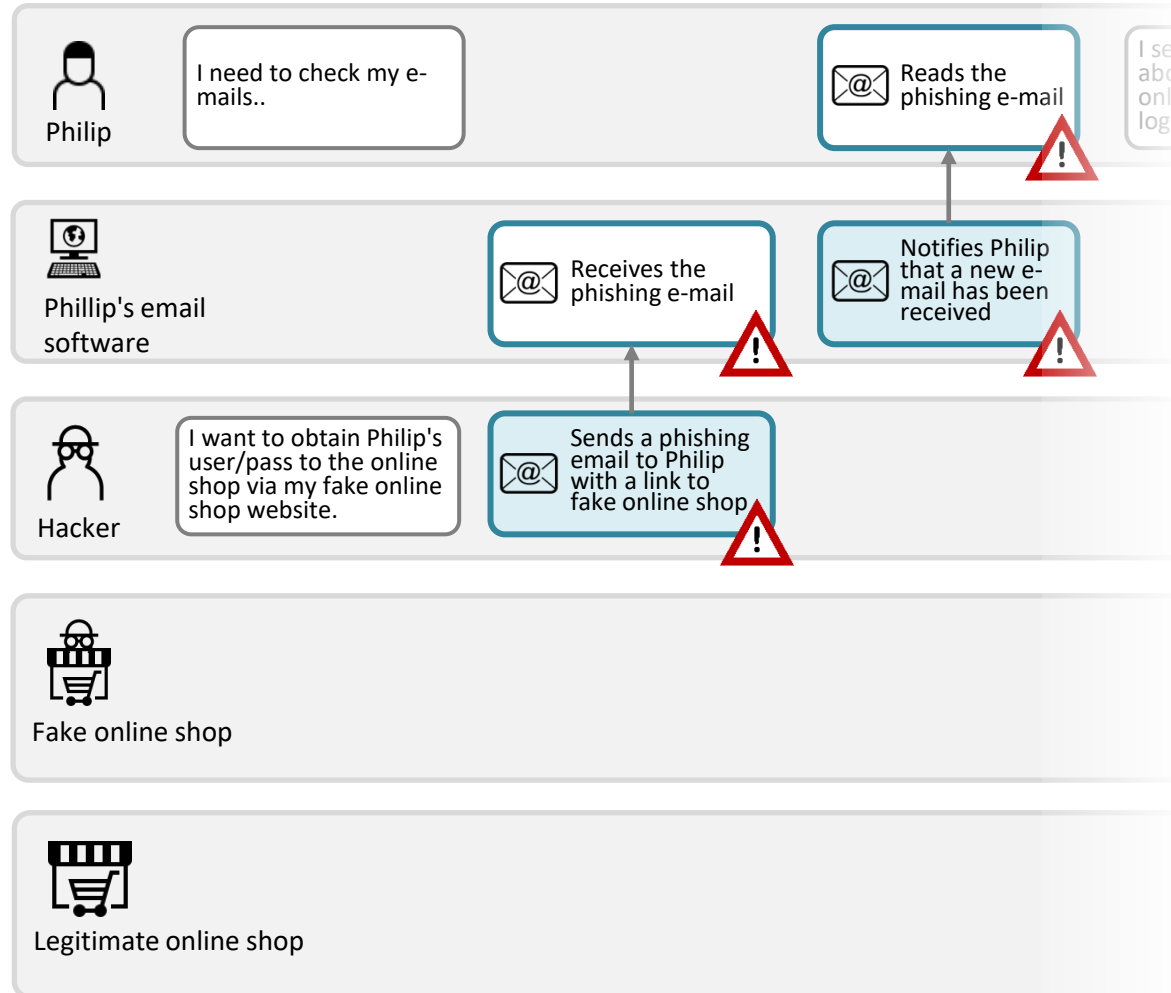 Philip
I need to check my e-
mails..
Reads the
phishing e-mail
I
Phillip's email
software
Receives the
phishing e-mail
Notifies Philip
that a new e-
mail has been
received
Hacker
I want to obtain Philip's
user/pass to the online
shop via my fake online
shop website.
Sends a phishing
email to Philip
with a link to
fake online shop
Fake online shop
Legitimate online shop